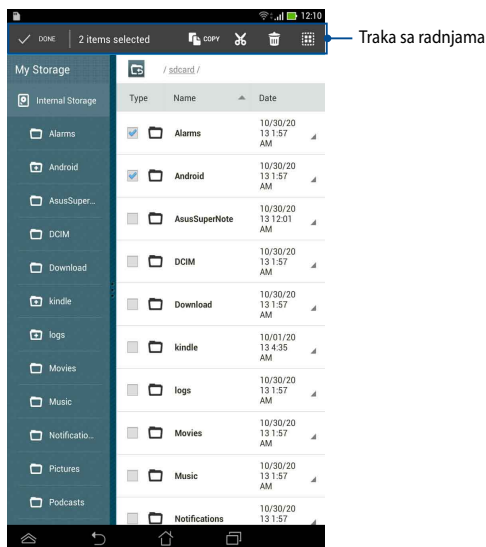 12:10
DONE 2 items selected COPY
Traka sa radnjama
My Storage
Internal Storage
Alarms
Android
AsusSuper...
DCIM
Download
kindle
logs
Movies
Music
Notificatio...
Pictures
Podcasts
/ sdcard /
Type Name Date
Alarms 10/30/20
13 1:57
AM
Android 10/30/20
13 1:57
AM
AsusSuperNote 10/30/20
13 12:01
AM
DCIM 10/30/20
13 1:57
AM
Download 10/30/20
13 1:57
AM
kindle 10/01/20
13 4:35
AM
logs 10/30/20
13 1:57
AM
Movies 10/30/20
13 1:57
AM
Music 10/30/20
13 1:57
AM
Notifications 10/30/20
13 1:57